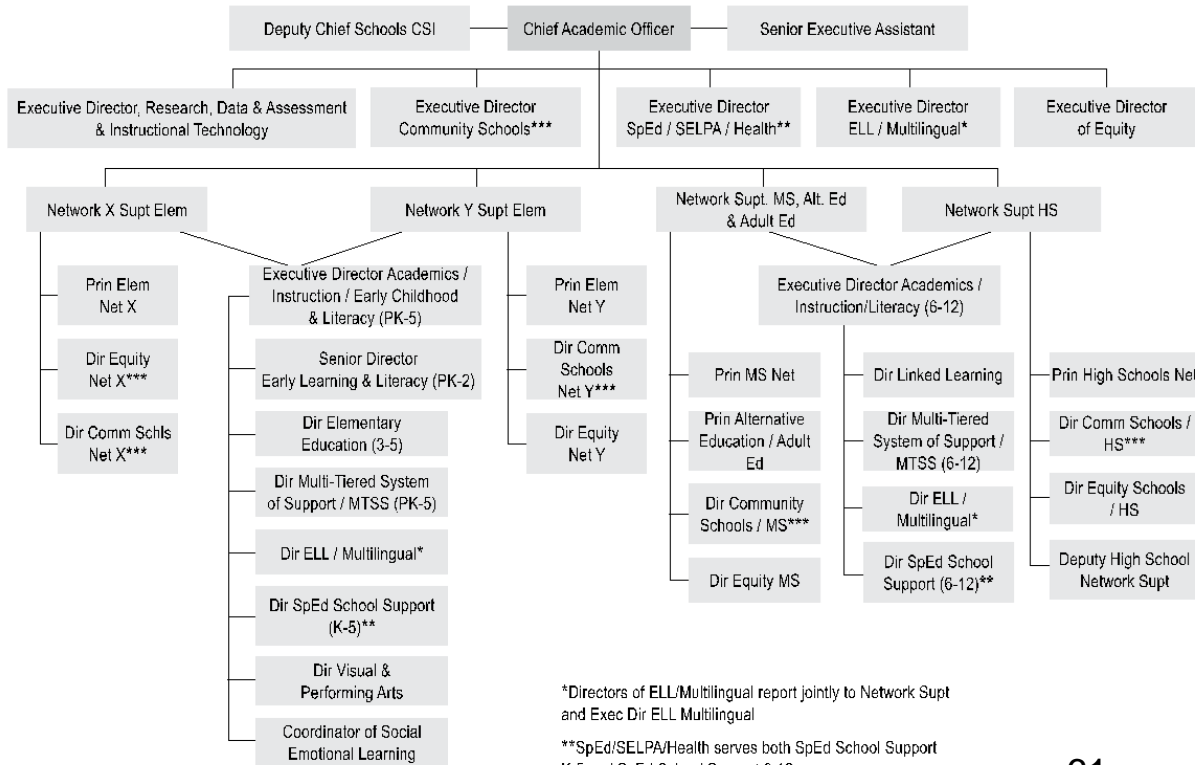 Deputy Chief Schools CSI
Chief Academic Officer
Senior Executive Assistant
Executive Director, Research, Data & Assessment
& Instructional Technology
Executive Director
Community Schools***
Executive Director
SpEd / SELPA / Health**
Executive Director
ELL / Multilingual*
Executive Director
of Equity
Network X Supt Elem
Network Y Supt Elem
Network Supt. MS, Alt. Ed
& Adult Ed
Network Supt HS
Prin Elem
Net X
Dir Equity
Net X***
Dir Comm Schls
Net X***
Executive Director Academics /
Instruction / Early Childhood
& Literacy (PK-5)
Senior Director
Early Learning & Literacy (PK-2)
Dir Elementary
Education (3-5)
Dir Multi-Tiered System
of Support / MTSS (PK-5)
Dir ELL / Multilingual*
Dir SpEd School Support
(K-5)**
Dir Visual &
Performing Arts
Coordinator of Social
Emotional Learning
Prin Elem
Net Y
Dir Comm
Schools
Net Y***
Dir Equity
Net Y
Executive Director Academics /
Instruction/Literacy (6-12)
Prin MS Net
Prin Alternative
Education / Adult
Ed
Dir Community
Schools / MS***
Dir Equity MS
Dir Linked Learning
Dir Multi-Tiered
System of Support /
MTSS (6-12)
Dir ELL /
Multilingual*
Dir SpEd School
Support (6-12)**
Prin High Schools Net
Dir Comm Schools /
HS***
Dir Equity Schools
/ HS
Deputy High School
Network Supt
*Directors of ELL/Multilingual report jointly to Network Supt
and Exec Dir ELL Multilingual
**SpEd/SELPA/Health serves both SpEd School Support